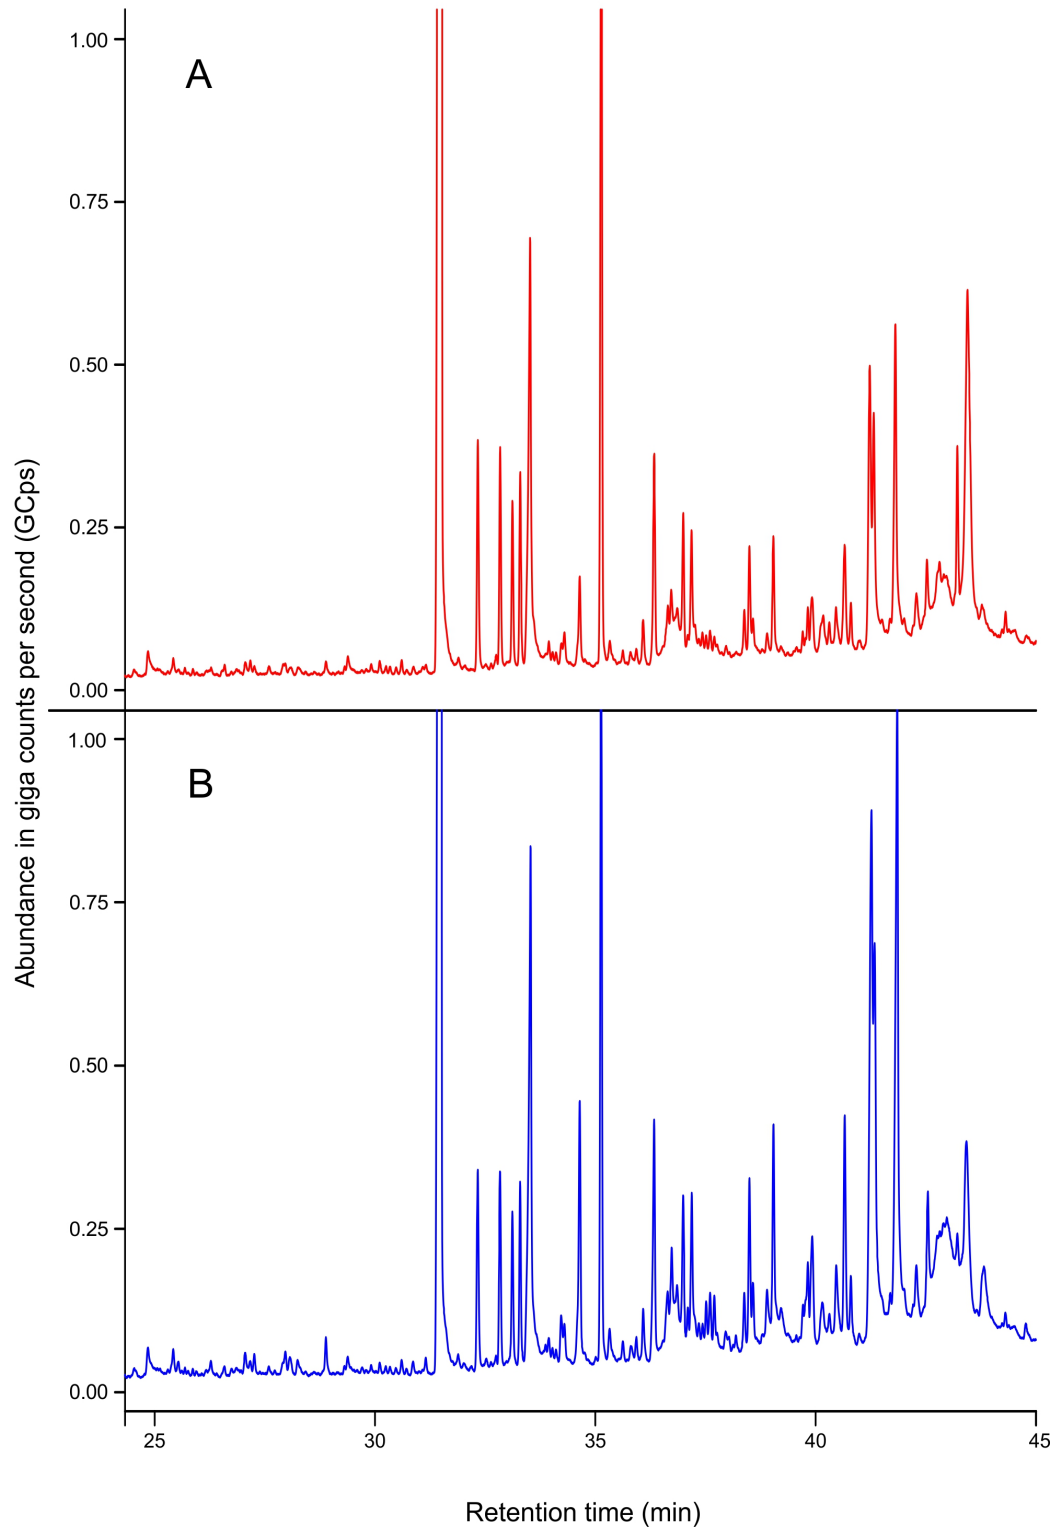 1.00
A
0.75
0.50
0.25
0.00
1.00
B
0.75
0.50
0.25
0.00
Abundance in giga counts per second (GCps)
25 30 35 40 45
Retention time (min)